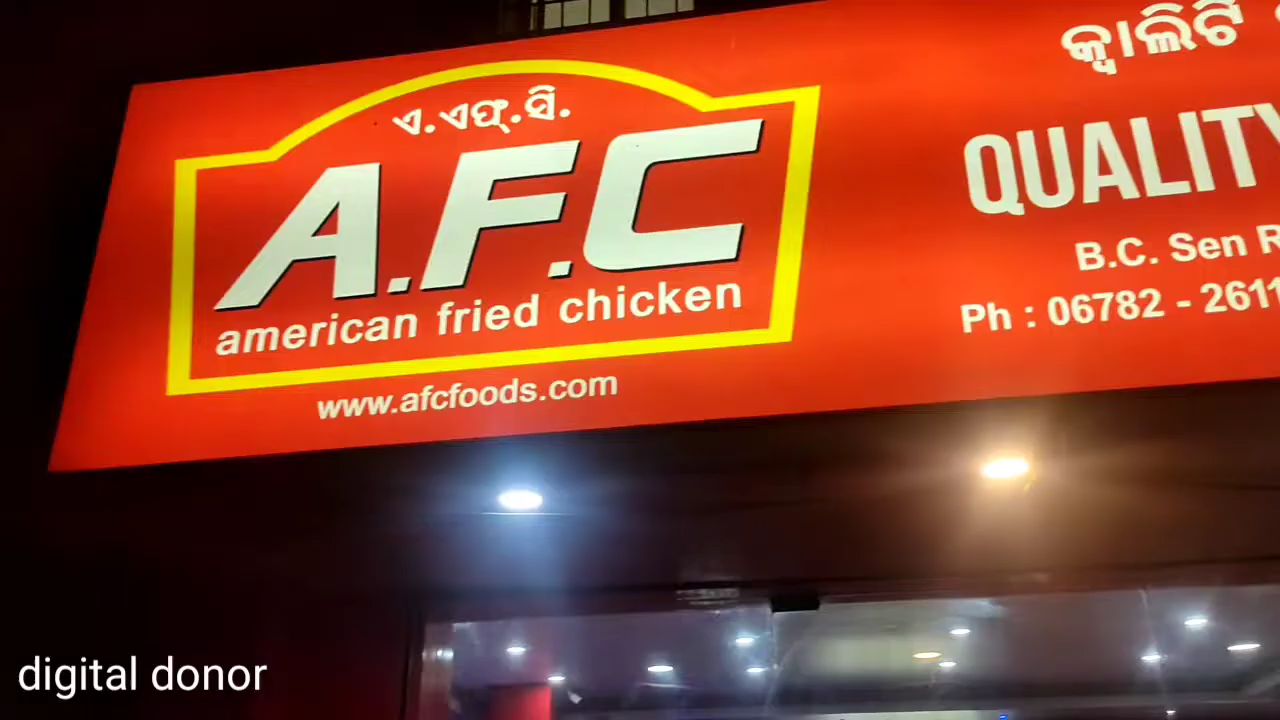 ଏ.ଏଫ୍.ସି.
A.F.C
american fried chicken
www.afcfoods.com
କ୍ୱାଲିଟି
QUALITY
B.C. Sen
Ph : 06782 - 2611
digital donor